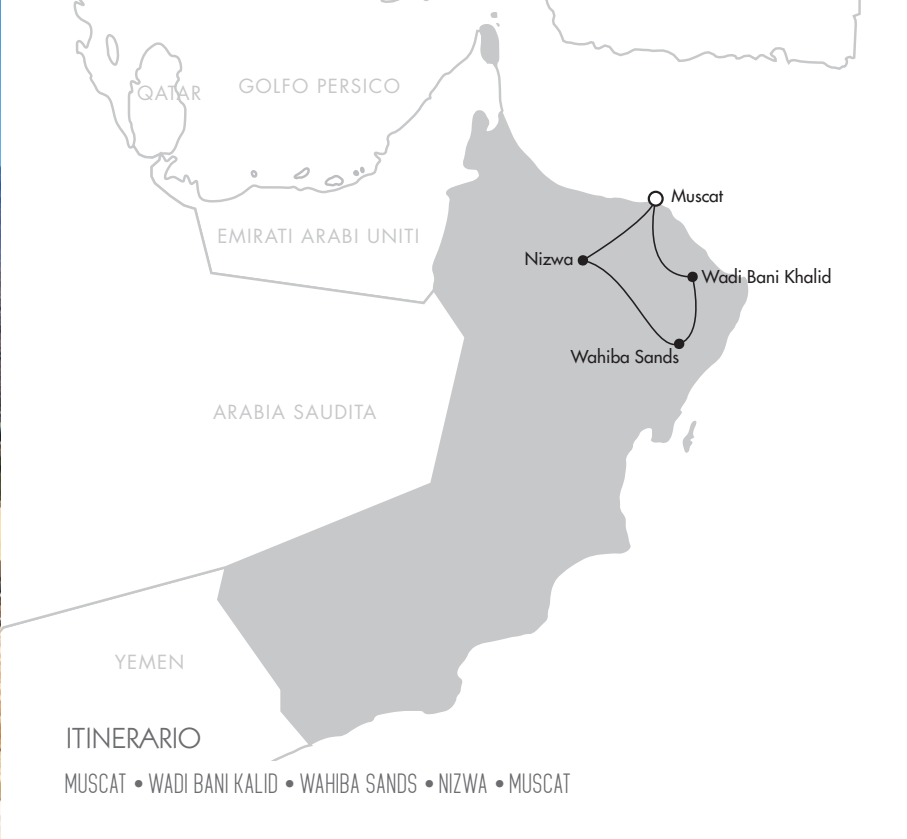 QATAR
GOLFO PERSICO
Muscat
EMIRATI ARABI UNITI
Nizwa
Wadi Bani Khalid
Wahiba Sands
ARABIA SAUDITA
YEMEN
ITINERARIO
MUSCAT • WADI BANI KALID • WAHIBA SANDS • NIZWA • MUSCAT